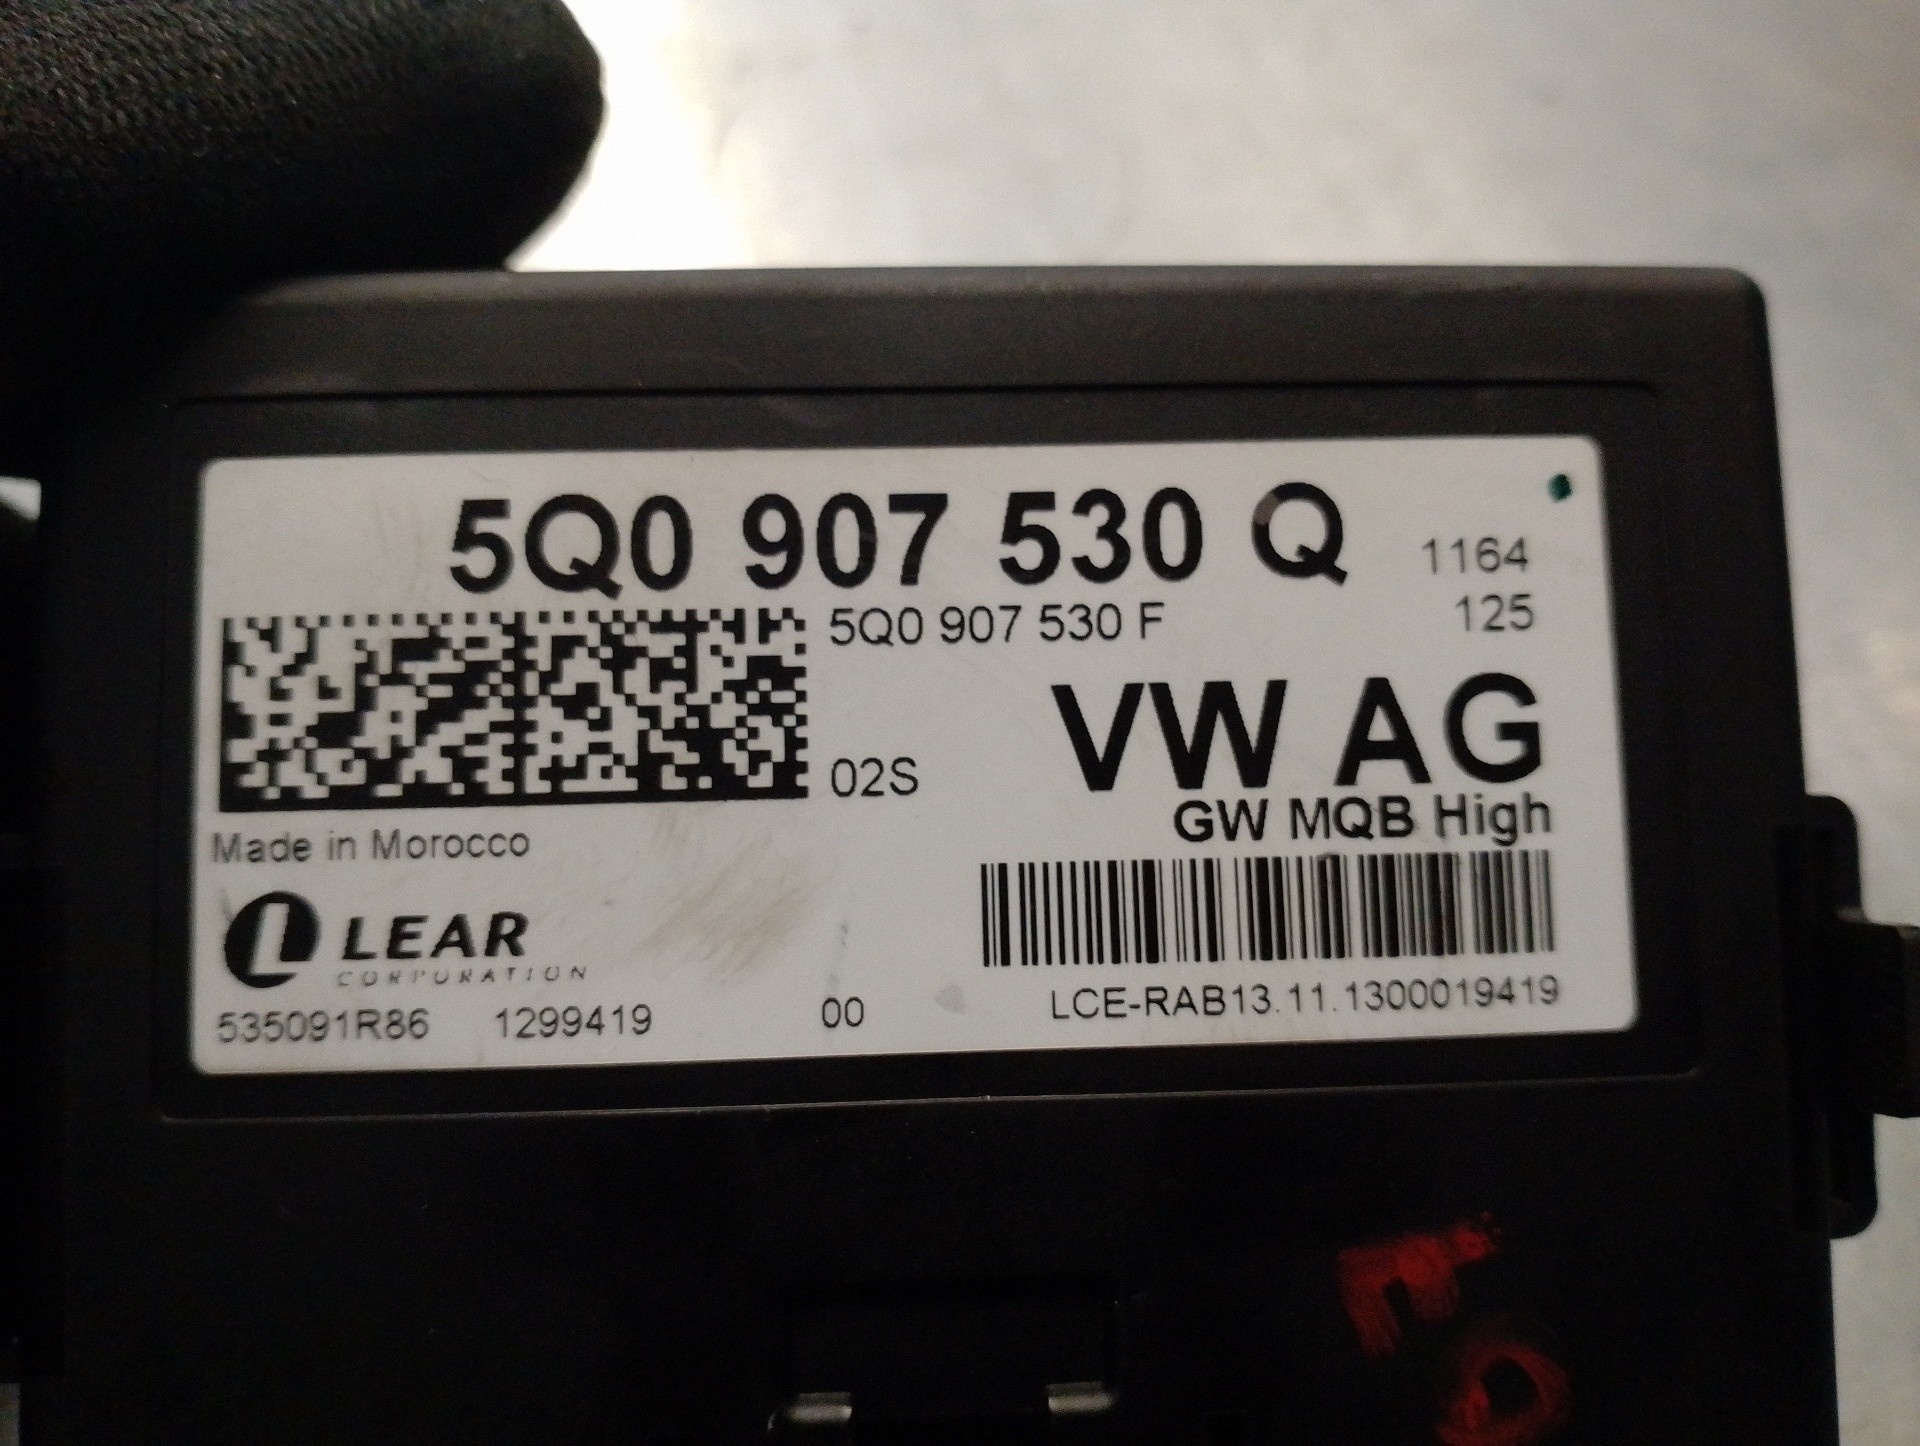 5Q0 907 530 Q 1164
5Q0 907 530 F 125
VW AG
02S
GW MQB High
Made in Morocco
LEAR
CORPORATION
535091R86 1299419 00 LCE-RAB13.11.1300019419